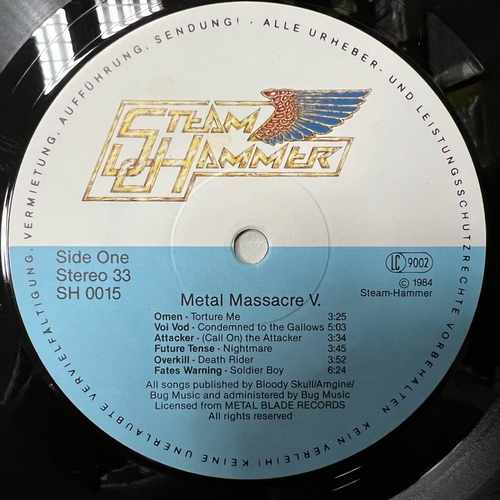 ALLE URHEBER- UND LEISTUNGSSCHUTZRECHTE VORBEHALTEN. KEIN VERLEIH! KEINE UNERLAUBTE VERVIELFÄLTIGUNG, VERMIETUNG, AUFFÜHRUNG, SENDUNG! ·
STEAM
HAMMER
Side One
Stereo 33
SH 0015
LC 9002
© 1984
Steam-Hammer
Metal Massacre V.
Omen - Torture Me 3:25
Voi Vod - Condemned to the Gallows 5:03
Attacker - (Call On) the Attacker 3:34
Future Tense - Nightmare 3:45
Overkill - Death Rider 3:52
Fates Warning - Soldier Boy 6:24
All songs published by Bloody Skull/Amgine/
Bug Music and administered by Bug Music
Licensed from METAL BLADE RECORDS
All rights reserved